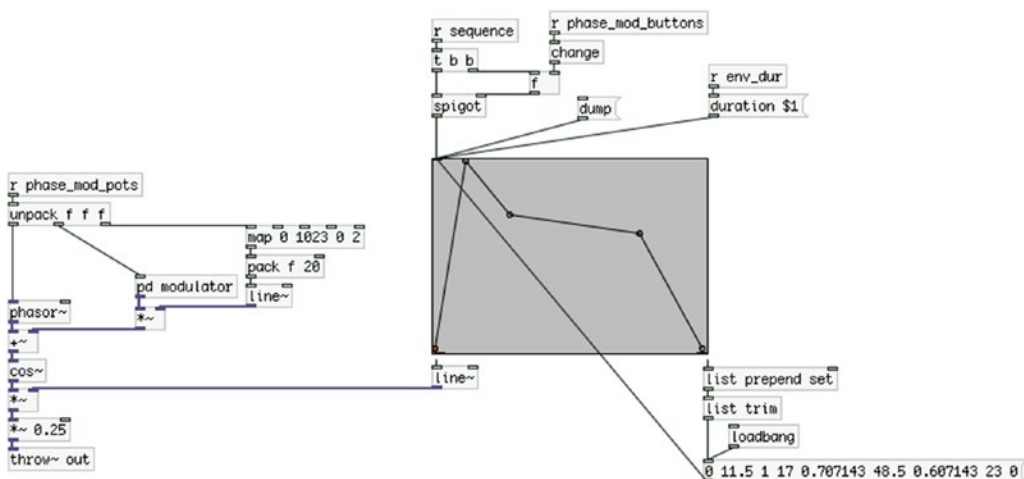 r phase_mod_buttons
r sequence
change
t b b
f
r env_dur
spigot
dump
duration $1
r phase_mod_pots
unpack f f f
map 0 1023 0 2
pack f 20
pd modulator
line~
phasor~
*~
+~
cos~
line~
list prepend set
*~
list trim
*~ 0.25
loadbang
throw~ out
0 11.5 1 17 0.707143 48.5 0.607143 23 0